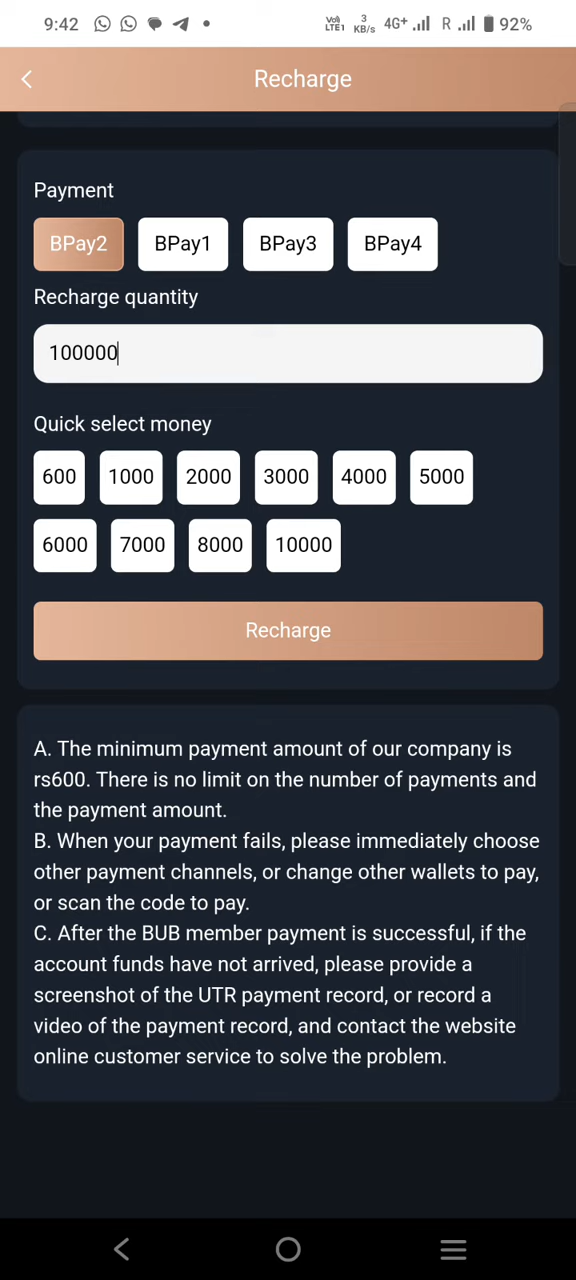 9:42 Vo) LTE1 3 KB/s 4G+ R 92%
Recharge
Payment
BPay2 BPay1 BPay3 BPay4
Recharge quantity
100000
Quick select money
600 1000 2000 3000 4000 5000
6000 7000 8000 10000
Recharge
A. The minimum payment amount of our company is
rs600. There is no limit on the number of payments and
the payment amount.
B. When your payment fails, please immediately choose
other payment channels, or change other wallets to pay,
or scan the code to pay.
C. After the BUB member payment is successful, if the
account funds have not arrived, please provide a
screenshot of the UTR payment record, or record a
video of the payment record, and contact the website
online customer service to solve the problem.